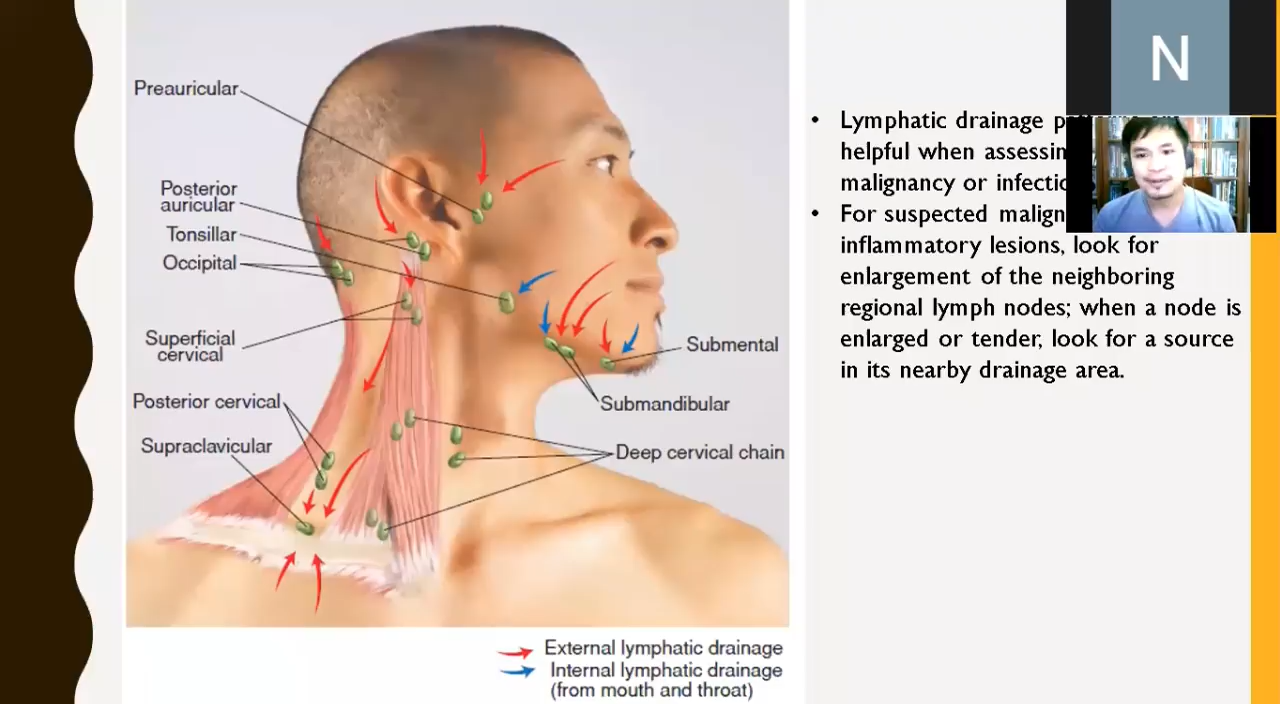 Preauricular
Posterior
auricular
Tonsillar
Occipital
Superficial
cervical
Posterior cervical
Supraclavicular
Submental
Submandibular
Deep cervical chain
External lymphatic drainage
Internal lymphatic drainage
(from mouth and throat)
N
• Lymphatic drainage
helpful when
malignancy or
• For suspected
inflammatory lesions, look for
enlargement of the neighboring
regional lymph nodes; when a node is
enlarged or tender, look for a source
in its nearby drainage area.